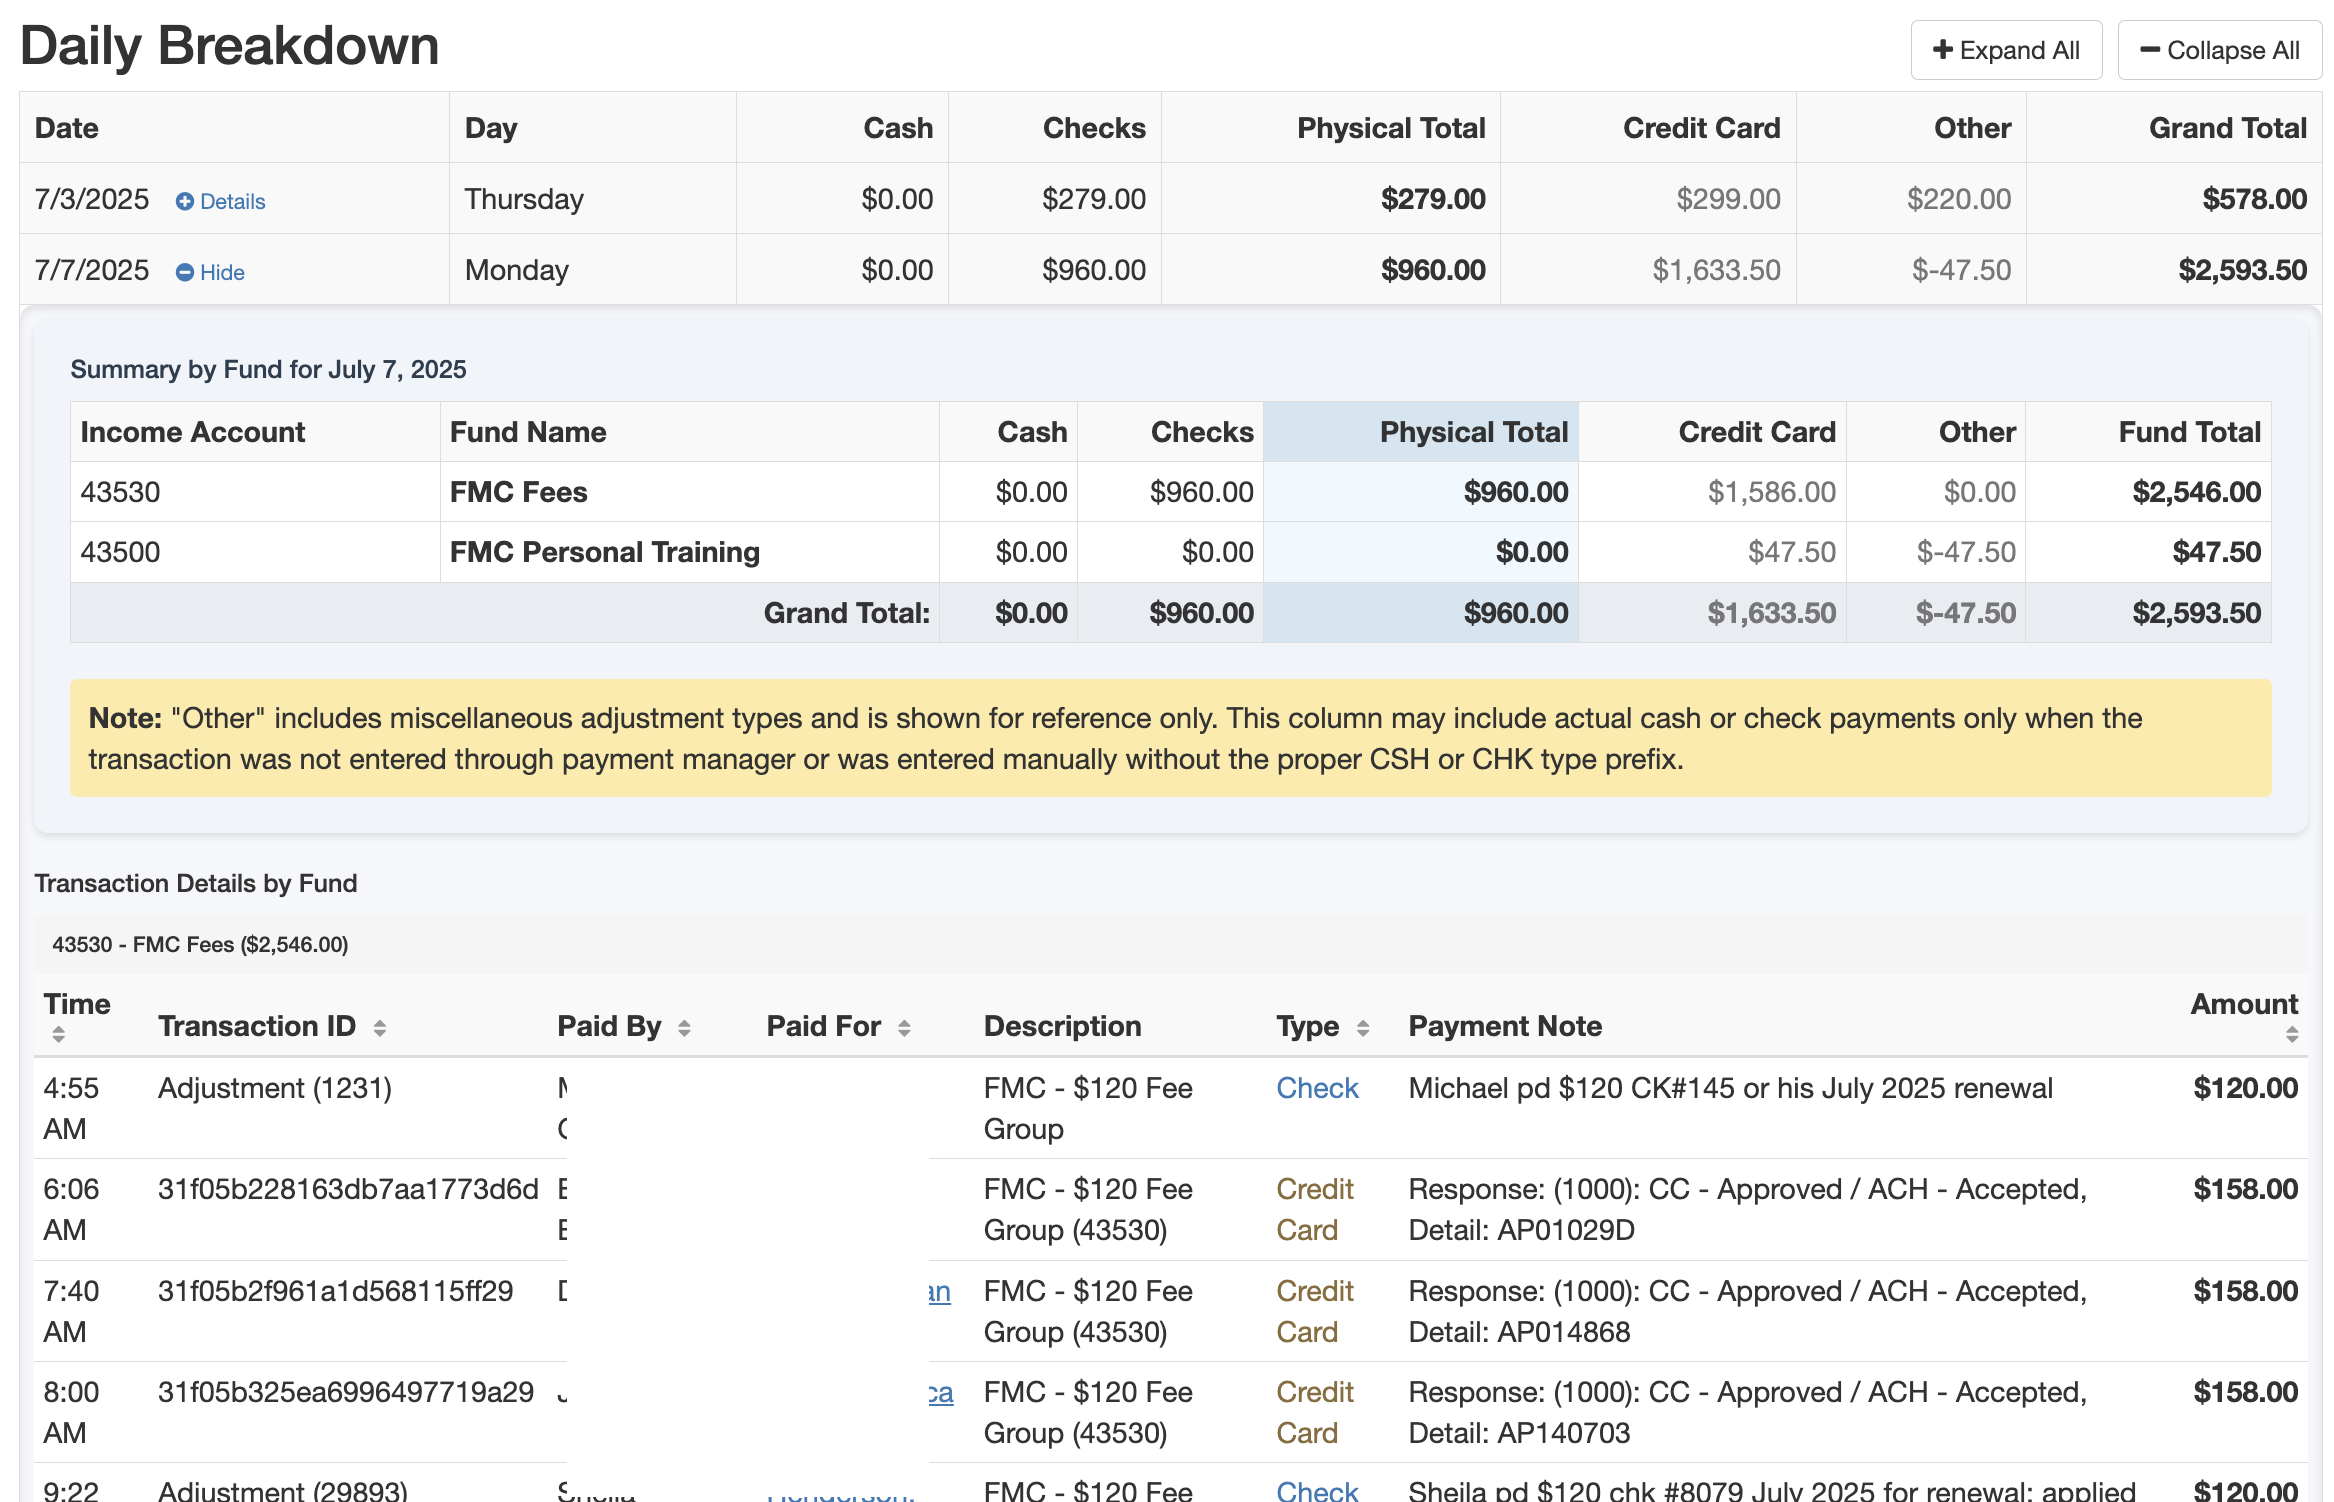 Daily Breakdown
Expand All
Collapse All
Date Day Cash Checks Physical Total Credit Card Other Grand Total
7/3/2025 Details Thursday $0.00 $279.00 $279.00 $299.00 $220.00 $578.00
7/7/2025 Hide Monday $0.00 $960.00 $960.00 $1,633.50 $-47.50 $2,593.50
Summary by Fund for July 7, 2025
Income Account Fund Name Cash Checks Physical Total Credit Card Other Fund Total
43530 FMC Fees $0.00 $960.00 $960.00 $1,586.00 $0.00 $2,546.00
43500 FMC Personal Training $0.00 $0.00 $0.00 $47.50 $-47.50 $47.50
Grand Total: $0.00 $960.00 $960.00 $1,633.50 $-47.50 $2,593.50
Note: "Other" includes miscellaneous adjustment types and is shown for reference only. This column may include actual cash or check payments only when the
transaction was not entered through payment manager or was entered manually without the proper CSH or CHK type prefix.
Transaction Details by Fund
43530 - FMC Fees ($2,546.00)
Time Transaction ID Paid By Paid For Description Type Payment Note Amount
4:55 Adjustment (1231) FMC - $120 Fee Check Michael pd $120 CK#145 or his July 2025 renewal $120.00
AM Group
6:06 31f05b228163db7aa1773d6d FMC - $120 Fee Credit Response: (1000): CC - Approved / ACH - Accepted, $158.00
AM Group (43530) Card Detail: AP01029D
7:40 31f05b2f961a1d568115ff29 an FMC - $120 Fee Credit Response: (1000): CC - Approved / ACH - Accepted, $158.00
AM Group (43530) Card Detail: AP014868
8:00 31f05b325ea6996497719a29 ca FMC - $120 Fee Credit Response: (1000): CC - Approved / ACH - Accepted, $158.00
AM Group (43530) Card Detail: AP140703
9:22 Adjustment (29893) FMC - $120 Fee Check Sheila pd $120 chk #8079 July 2025 for renewal; applied $120.00